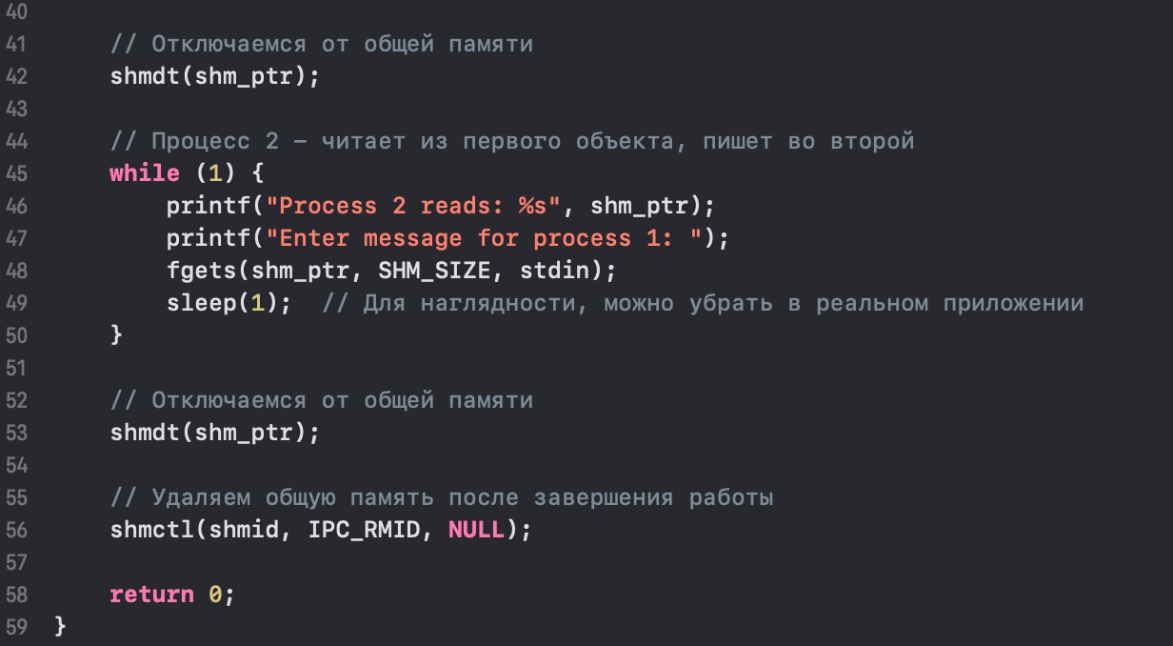 40
41 // Отключаемся от общей памяти
42 shmdt(shm_ptr);
43
44 // Процесс 2 – читает из первого объекта, пишет во второй
45 while (1) {
46 printf("Process 2 reads: %s", shm_ptr);
47 printf("Enter message for process 1: ");
48 fgets(shm_ptr, SHM_SIZE, stdin);
49 sleep(1); // Для наглядности, можно убрать в реальном приложении
50 }
51
52 // Отключаемся от общей памяти
53 shmdt(shm_ptr);
54
55 // Удаляем общую память после завершения работы
56 shmctl(shmid, IPC_RMID, NULL);
57
58 return 0;
59 }